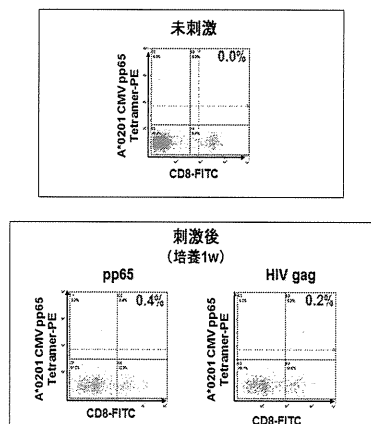 未刺激
0.0%
A*0201 CMV pp65
Tetramer-PE
CD8-FITC
刺激後
(培養1w)
pp65
0.4%
A*0201 CMV pp65
Tetramer-PE
CD8-FITC
HIV gag
0.2%
A*0201 CMV pp65
Tetramer-PE
CD8-FITC